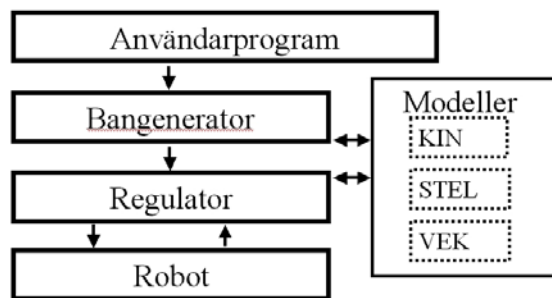 Användarprogram
Bangenerator
Regulator
Robot
Modeller
KIN
STEL
VEK